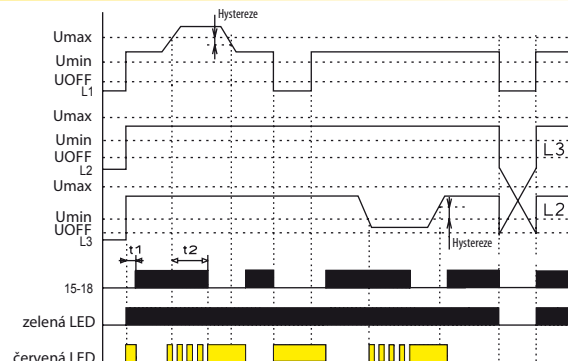 Hystereze
Umax
Umin
UOFF
L1
Umax
Umin
UOFF
L2
L3
Umax
Umin
UOFF
L3
L2
Hystereze
t1
t2
15-18
zelená LED
červená LED